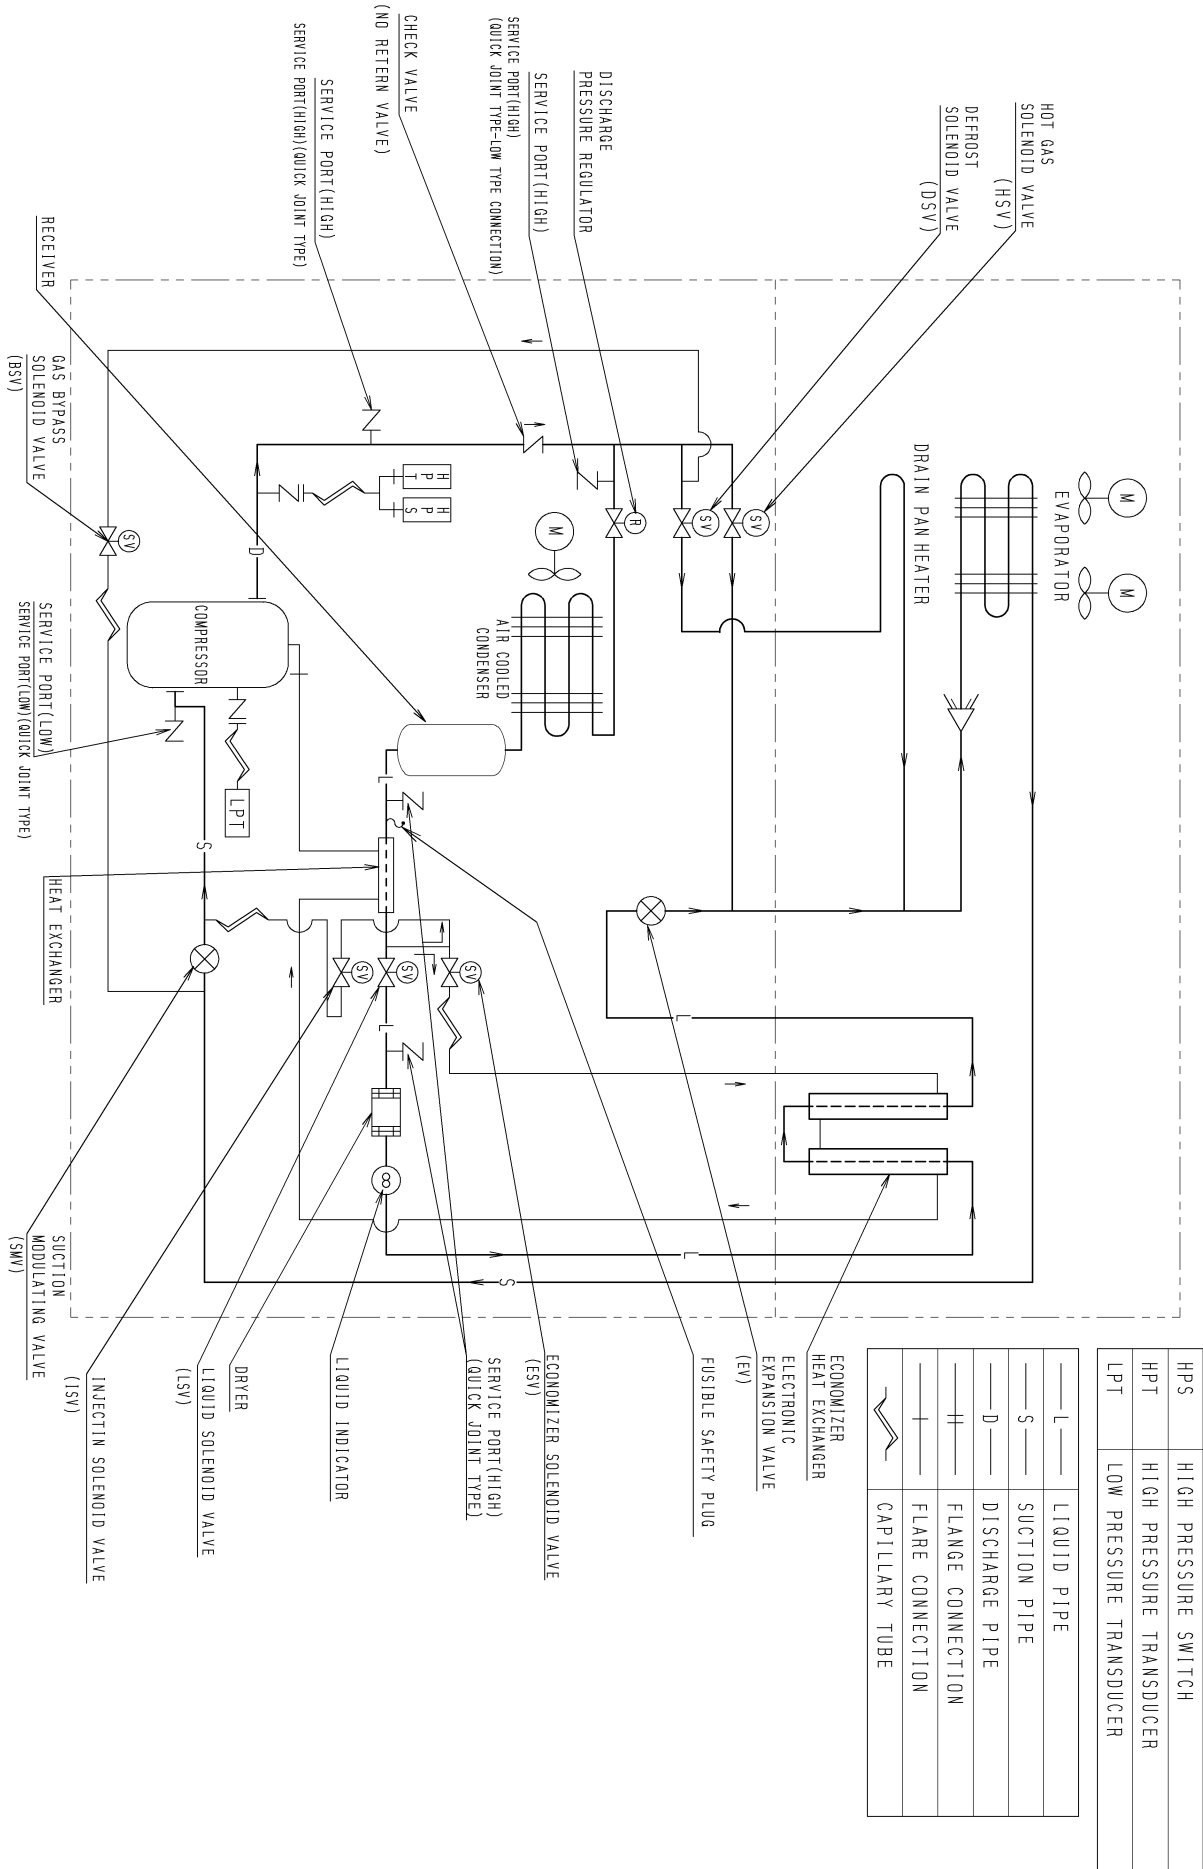 HOT GAS
SOLENOID VALVE
(HSV)
DEFROST
SOLENOID VALVE
(DSV)
DISCHARGE
PRESSURE REGULATOR
SERVICE PORT(HIGH)
SERVICE PORT(HIGH)
(QUICK JOINT TYPE-LOW TYPE CONNECTION)
CHECK VALVE
(NO RETERN VALVE)
SERVICE PORT(HIGH)
SERVICE PORT(HIGH)(QUICK JOINT TYPE)
RECEIVER
GAS BYPASS
SOLENOID VALVE
(BSV)
SERVICE PORT(LOW)
SERVICE PORT(LOW)(QUICK JOINT TYPE)
HEAT EXCHANGER
SUCTION
MODULATING VALVE
(SMV)
M
M
EVAPORATOR
DRAIN PAN HEATER
SV
SV
R
M
AIR COOLED
CONDENSER
HPT
HPS
D
SV
COMPRESSOR
LPT
S
L
SV
SV
SV
L
L
L
S
ECONOMIZER
HEAT EXCHANGER
ELECTRONIC
EXPANSION VALVE
(EV)
FUSIBLE SAFETY PLUG
ECONOMIZER SOLENOID VALVE
(ESV)
SERVICE PORT(HIGH)
(QUICK JOINT TYPE)
LIQUID INDICATOR
DRYER
LIQUID SOLENOID VALVE
(LSV)
INJECTIN SOLENOID VALVE
(ISV)
HPS HIGH PRESSURE SWITCH
HPT HIGH PRESSURE TRANSDUCER
LPT LOW PRESSURE TRANSDUCER
L LIQUID PIPE
S SUCTION PIPE
D DISCHARGE PIPE
FLANGE CONNECTION
FLARE CONNECTION
CAPILLARY TUBE